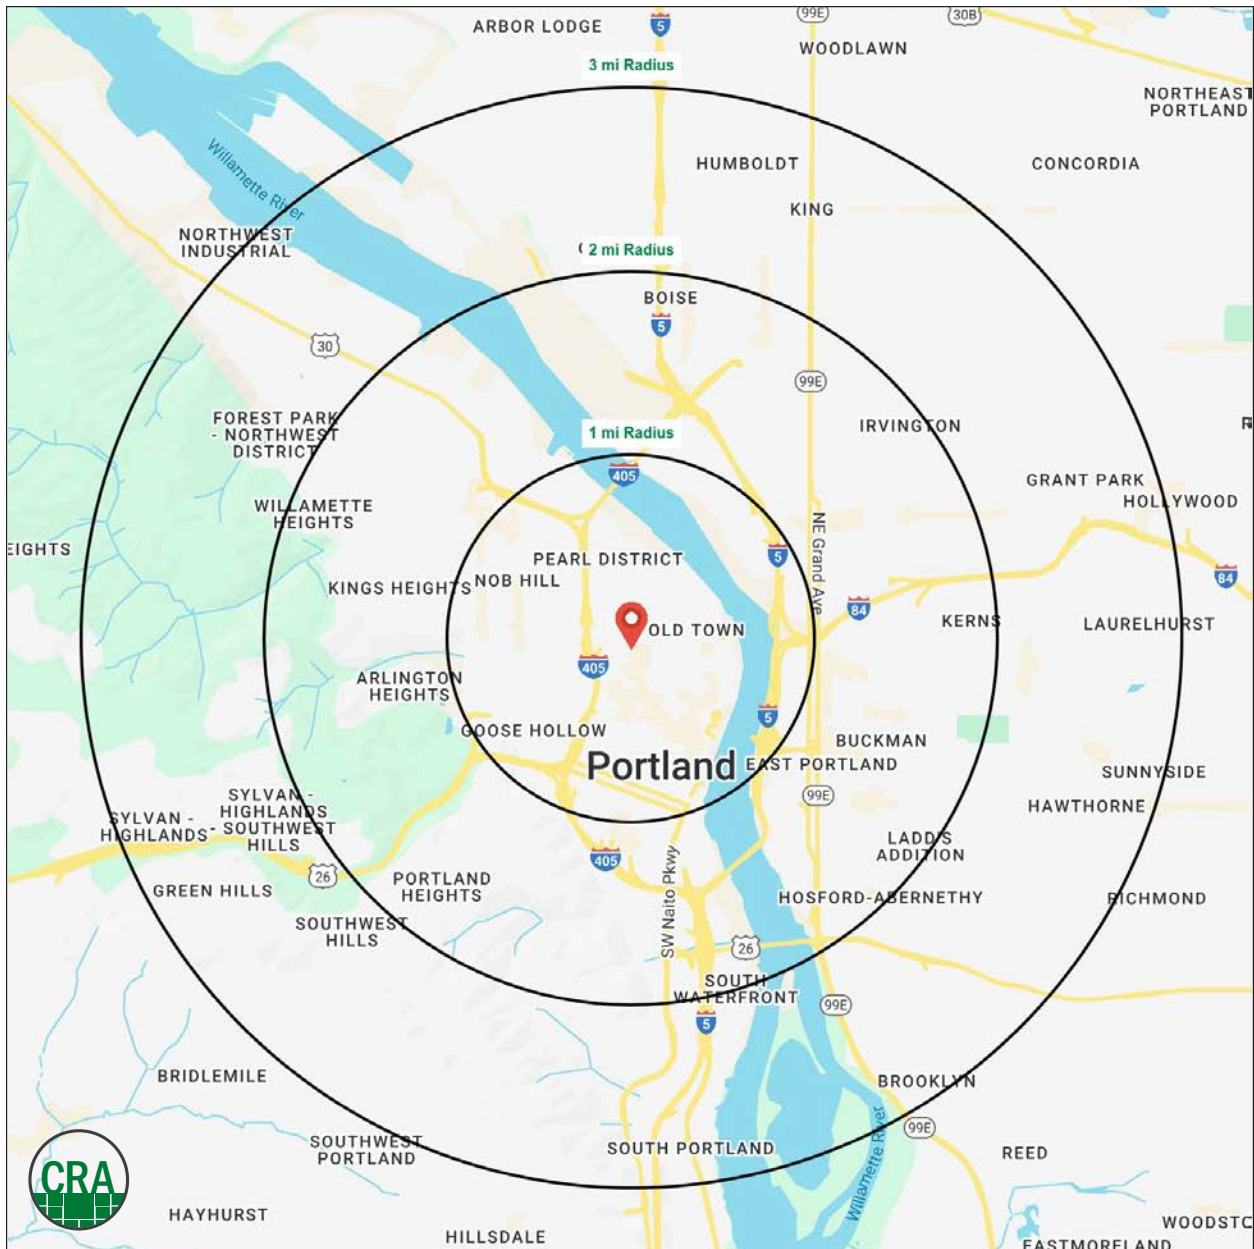 ARBOR LODGE
5
99E
30B
WOODLAWN
3 mi Radius
NORTHEAST
PORTLAND
Willamette River
HUMBOLDT
CONCORDIA
KING
NORTHWEST
INDUSTRIAL
2 mi Radius
BOISE
5
30
99E
FOREST PARK
- NORTHWEST
DISTRICT
1 mi Radius
IRVINGTON
405
GRANT PARK
HOLLYWOOD
WILLAMETTE
HEIGHTS
NE Grand Ave
EIGHTS
PEARL DISTRICT
5
KINGS HEIGHTS
NOB HILL
84
84
OLD TOWN
KERNS
LAURELHURST
405
ARLINGTON
HEIGHTS
5
GOOSE HOLLOW
BUCKMAN
Portland
EAST PORTLAND
SUNNYSIDE
99E
HAWTHORNE
SYLVAN -
HIGHLANDS
SYLVAN -
HIGHLANDS
- SOUTHWEST
HILLS
LADD'S
ADDITION
405
26
SW Naito Pkwy
GREEN HILLS
PORTLAND
HEIGHTS
HOSFORD-ABERNETHY
RICHMOND
SOUTHWEST
HILLS
26
SOUTH
WATERFRONT
99E
5
BRIDLEMILE
BROOKLYN
99E
SOUTHWEST
PORTLAND
SOUTH PORTLAND
REED
Willamette River
CRA
HAYHURST
HILLSDALE
WOODSTO
EASTMORELAND